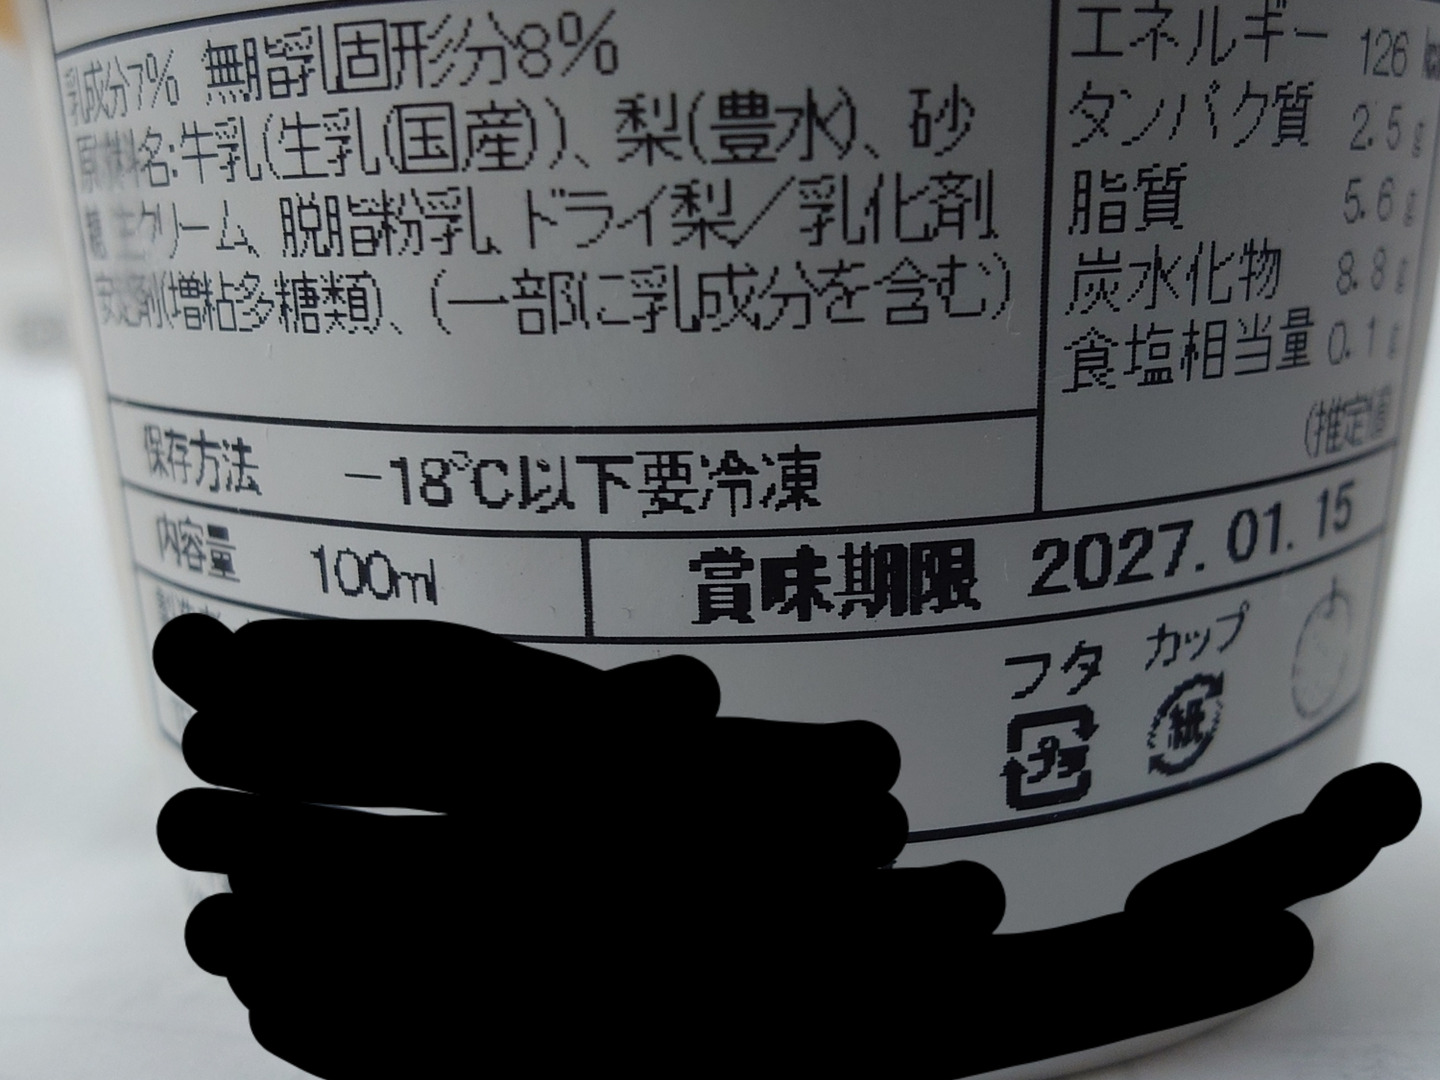 乳成分7% 無脂乳固形分8%
原材料名:牛乳(生乳(国産))、梨(豊水)、砂
糖、生クリーム、脱脂粉乳、ドライ梨/乳化剤
安定剤(増粘多糖類)、(一部に乳成分を含む)
エネルギー 126 kcal
タンパク質 2.5g
脂質 5.6g
炭水化物 8.8g
食塩相当量 0.1g
(推定値
保存方法 -18℃以下要冷凍
内容量 100ml
賞味期限 2027.01.15
フタ カップ
プラ 紙